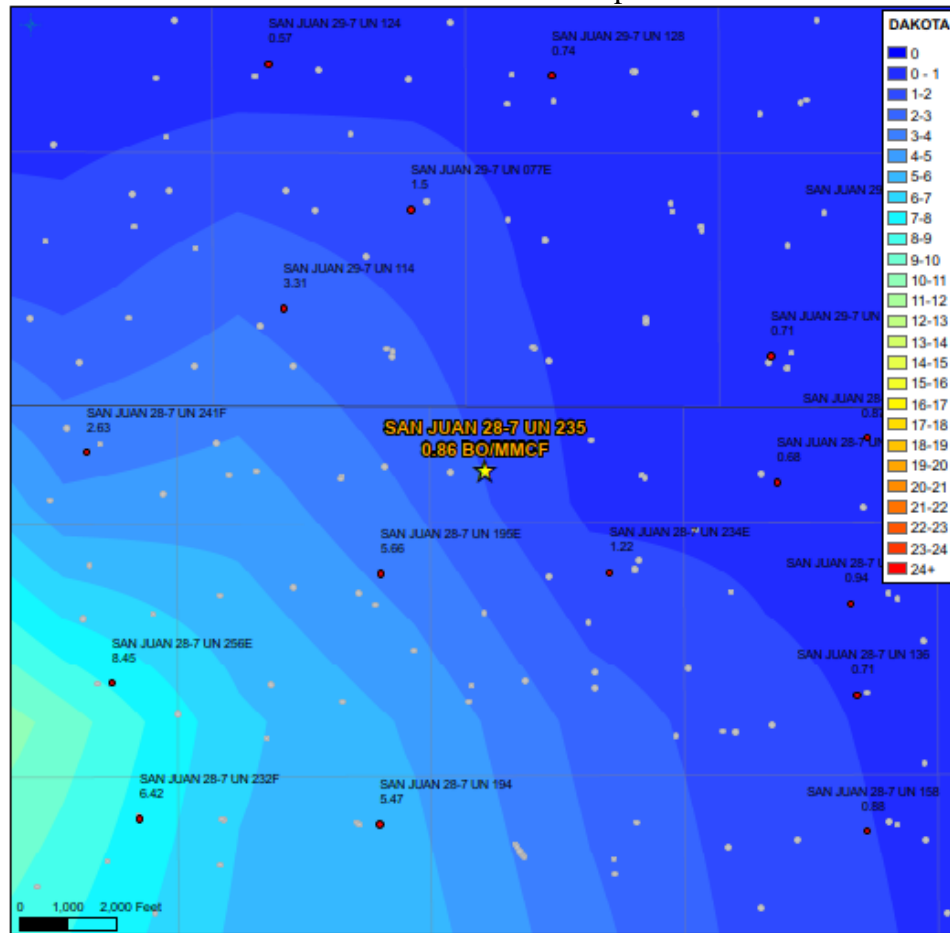 SAN JUAN 29-7 UN 124
0.57
SAN JUAN 29-7 UN 128
0.74
SAN JUAN 29-7 UN 077E
1.5
SAN JUAN 29
SAN JUAN 29-7 UN 114
3.31
SAN JUAN 29-7 UN
0.71
SAN JUAN 28-
0.87
SAN JUAN 28-7 UN 241F
2.63
SAN JUAN 28-7 UN 235
0.86 BO/MMCF
SAN JUAN 28-7 UN
0.68
SAN JUAN 28-7 UN 195E
5.66
SAN JUAN 28-7 UN 234E
1.22
SAN JUAN 28-7 U
0.94
SAN JUAN 28-7 UN 256E
8.45
SAN JUAN 28-7 UN 136
0.71
SAN JUAN 28-7 UN 232F
6.42
SAN JUAN 28-7 UN 194
5.47
SAN JUAN 28-7 UN 158
0.88
0 1,000 2,000 Feet
DAKOTA
0
0 - 1
1-2
2-3
3-4
4-5
5-6
6-7
7-8
8-9
9-10
10-11
11-12
12-13
13-14
14-15
15-16
16-17
17-18
18-19
19-20
20-21
21-22
22-23
23-24
24+